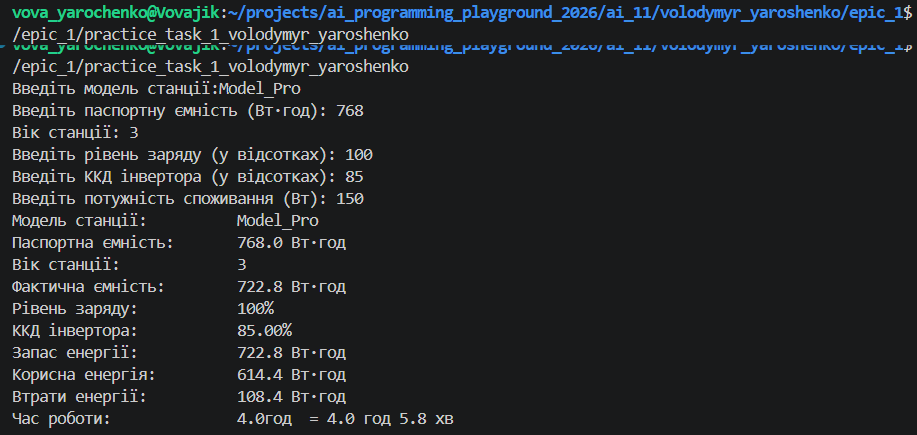 vova_yarochenko@Vovajik:~/projects/ai_programming_playground_2026/ai_11/volodymyr_yaroshenko/epic_1$
/epic_1/practice_task_1_volodymyr_yaroshenko
vova_yarochenko@Vovajik:~/projects/ai_programming_playground_2026/ai_11/volodymyr_yaroshenko/epic_1$
/epic_1/practice_task_1_volodymyr_yaroshenko
Введіть модель станції:Model_Pro
Введіть паспортну ємність (Вт·год): 768
Вік станції: 3
Введіть рівень заряду (у відсотках): 100
Введіть ККД інвертора (у відсотках): 85
Введіть потужність споживання (Вт): 150
Модель станції: Model_Pro
Паспортна ємність: 768.0 Вт·год
Вік станції: 3
Фактична ємність: 722.8 Вт·год
Рівень заряду: 100%
ККД інвертора: 85.00%
Запас енергії: 722.8 Вт·год
Корисна енергія: 614.4 Вт·год
Втрати енергії: 108.4 Вт·год
Час роботи: 4.0год  = 4.0 год 5.8 хв